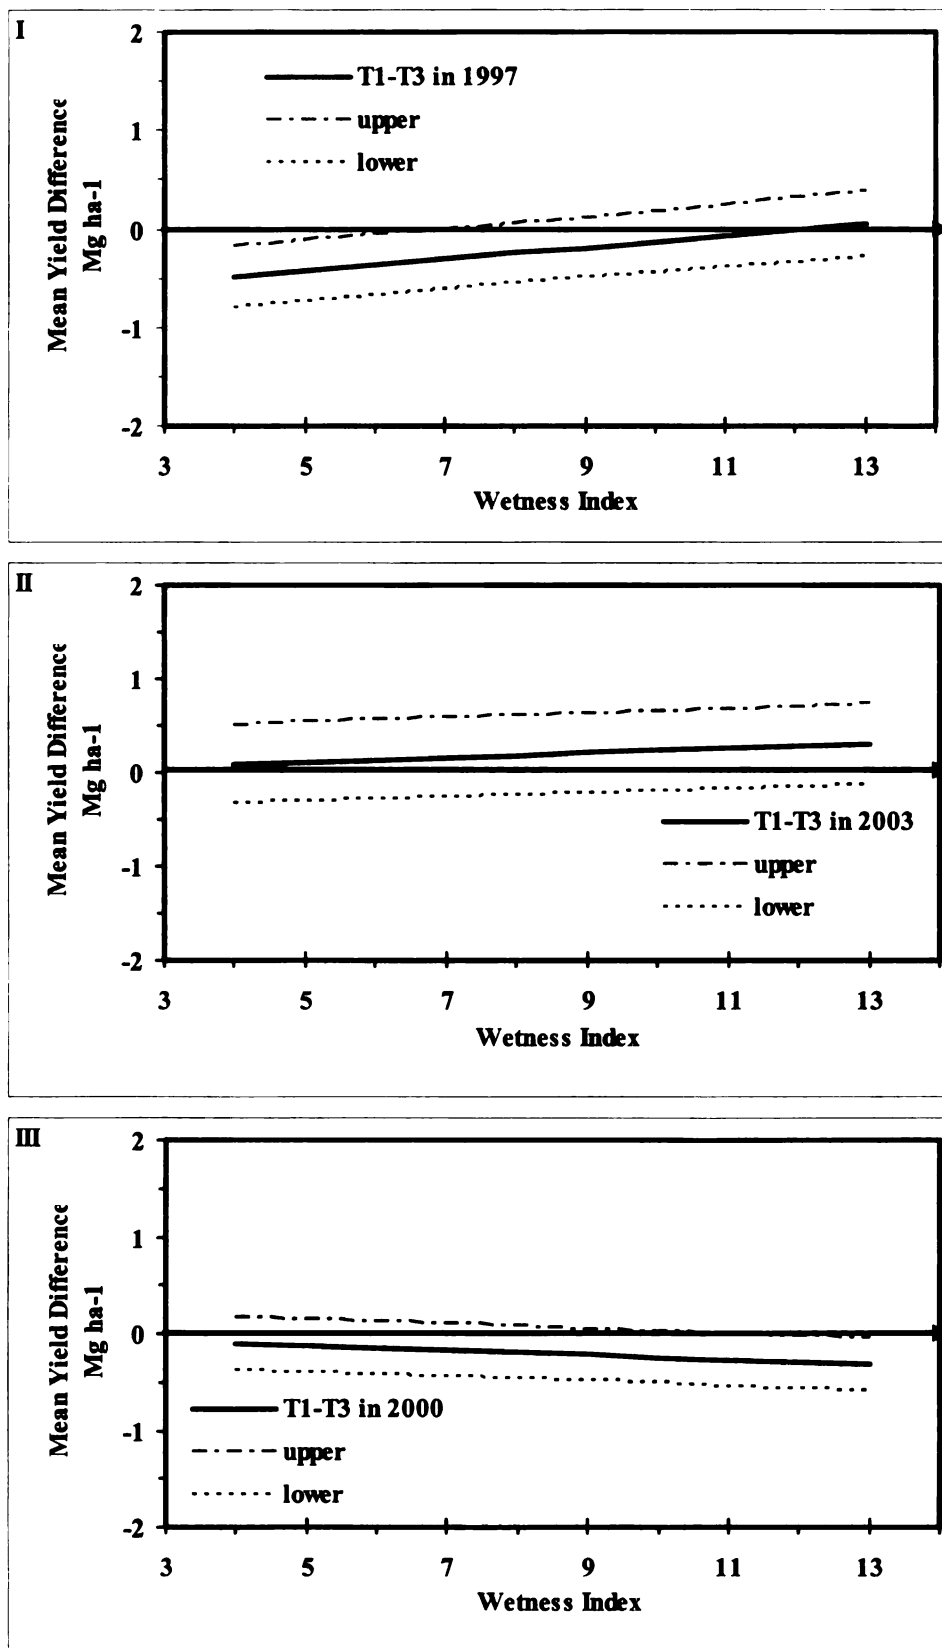 I
2
1
0
-1
-2
Mean Yield Difference
Mg ha-1
T1-T3 in 1997
upper
lower
3 5 7 9 11 13
Wetness Index
II
2
1
0
-1
-2
Mean Yield Difference
Mg ha-1
T1-T3 in 2003
upper
lower
3 5 7 9 11 13
Wetness Index
III
2
1
0
-1
-2
Mean Yield Difference
Mg ha-1
T1-T3 in 2000
upper
lower
3 5 7 9 11 13
Wetness Index